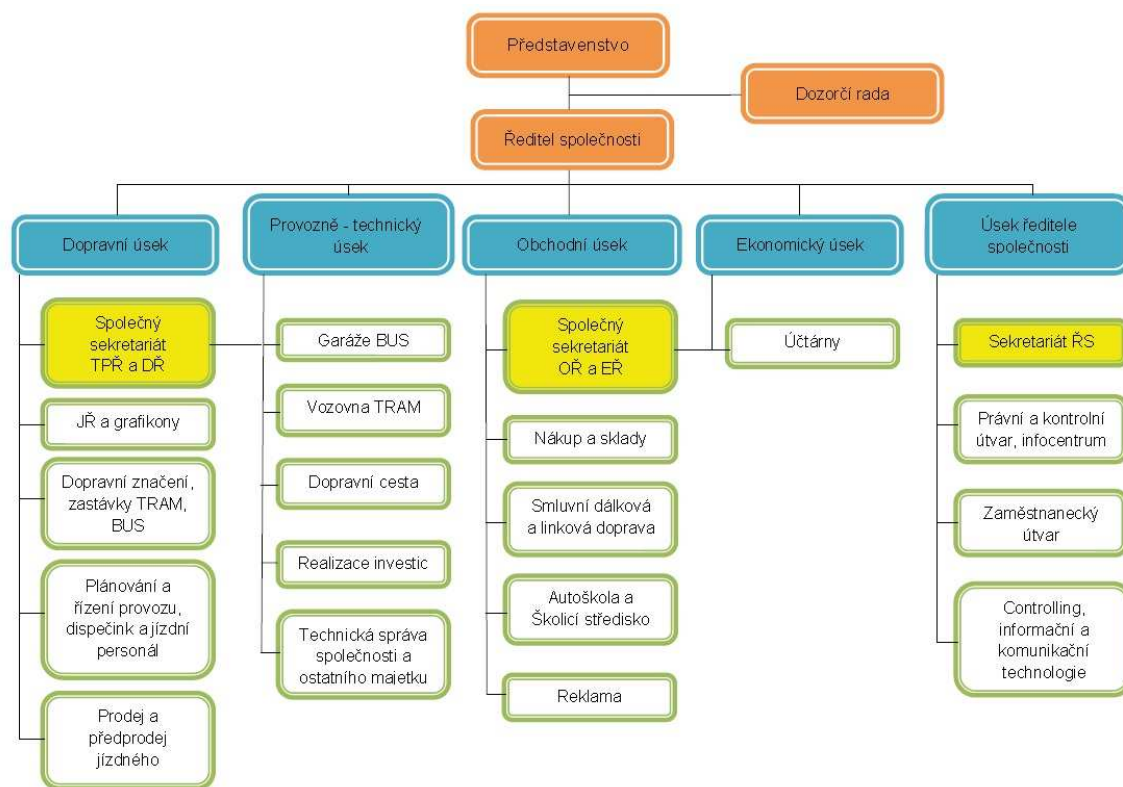 Představenstvo
Dozorčí rada
Ředitel společnosti
Dopravní úsek
Provozně - technický
úsek
Obchodní úsek
Ekonomický úsek
Úsek ředitele
společnosti
Společný
sekretariát
TPŘ a DŘ
JŘ a grafikony
Dopravní značení,
zastávky TRAM,
BUS
Plánování a
řízení provozu,
dispečink a jízdní
personál
Prodej a
předprodej
jízdného
Garáže BUS
Vozovna TRAM
Dopravní cesta
Realizace investic
Technická správa
společnosti a
ostatního majetku
Společný
sekretariát
OŘ a EŘ
Nákup a sklady
Smluvní dálková
a linková doprava
Autoškola a
Školicí středisko
Reklama
Účtárny
Sekretariát ŘS
Právní a kontrolní
útvar, infocentrum
Zaměstnanecký
útvar
Controlling,
informační a
komunikační
technologie